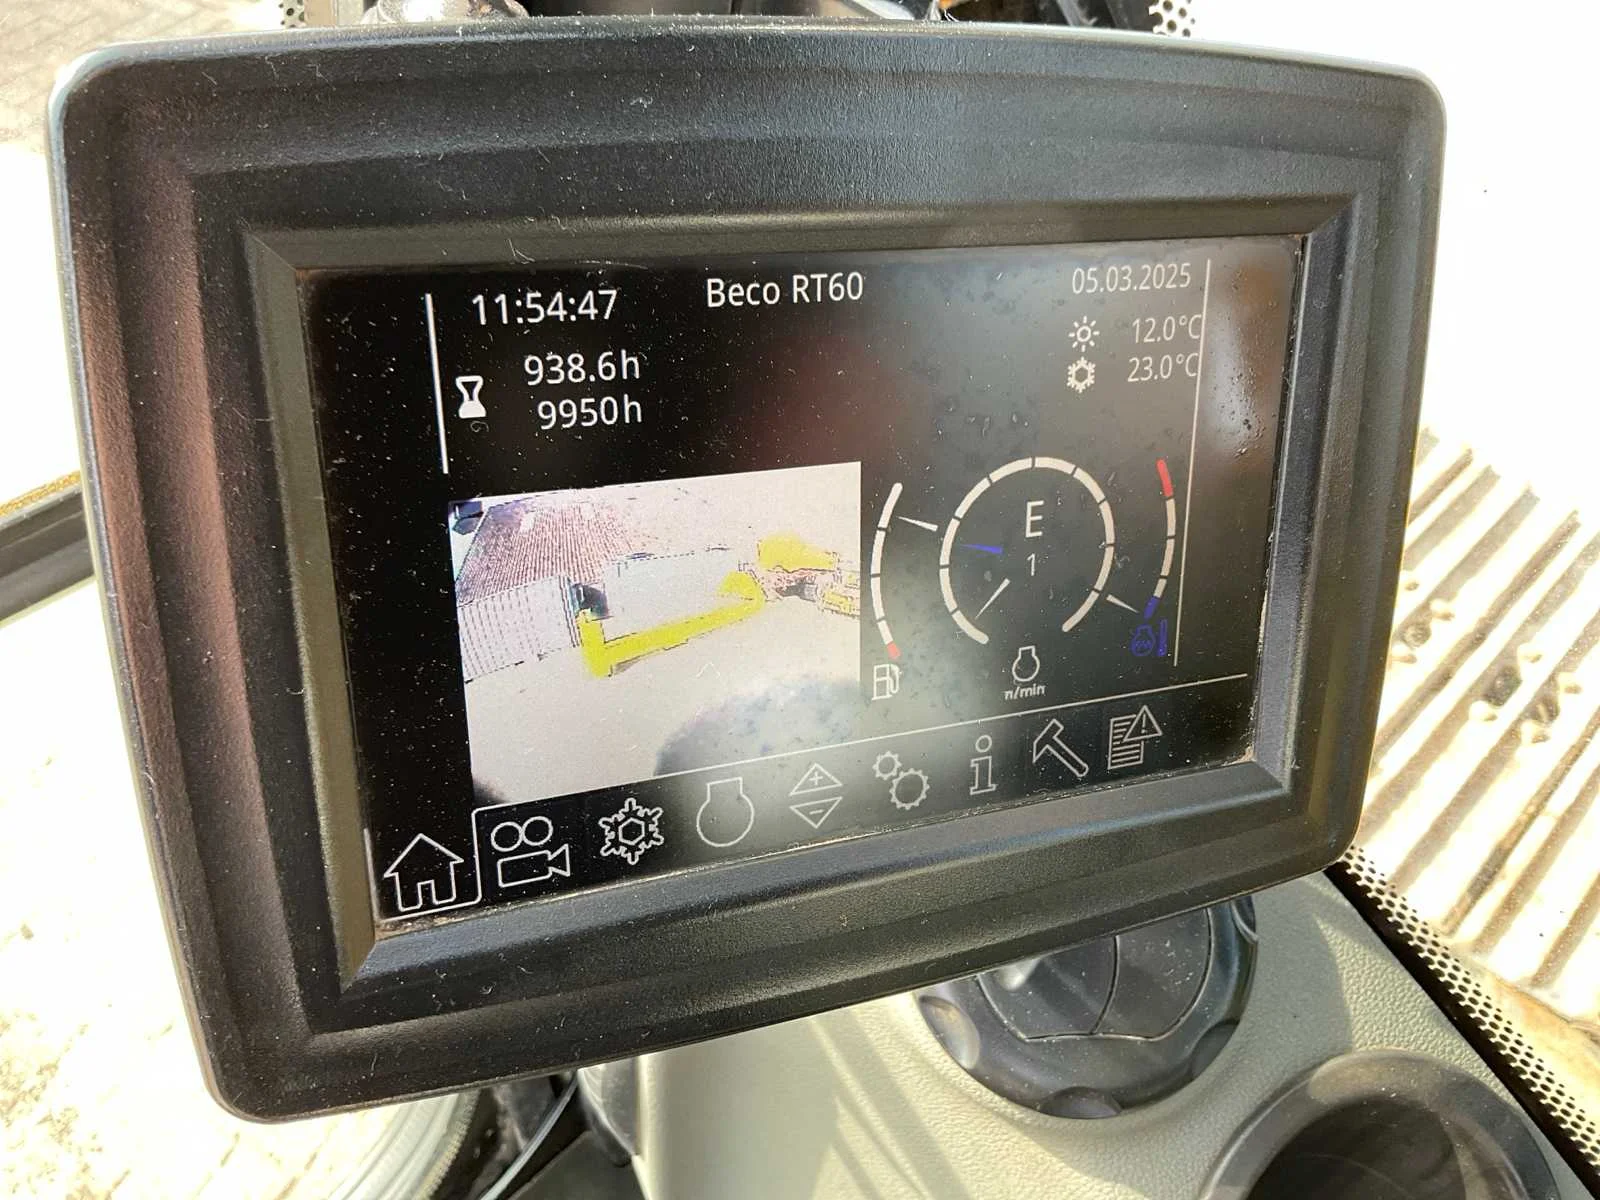 11:54:47 Beco RT60 05.03.2025
12.0°C
938.6h 23.0°C
9950h
E
1
n/min